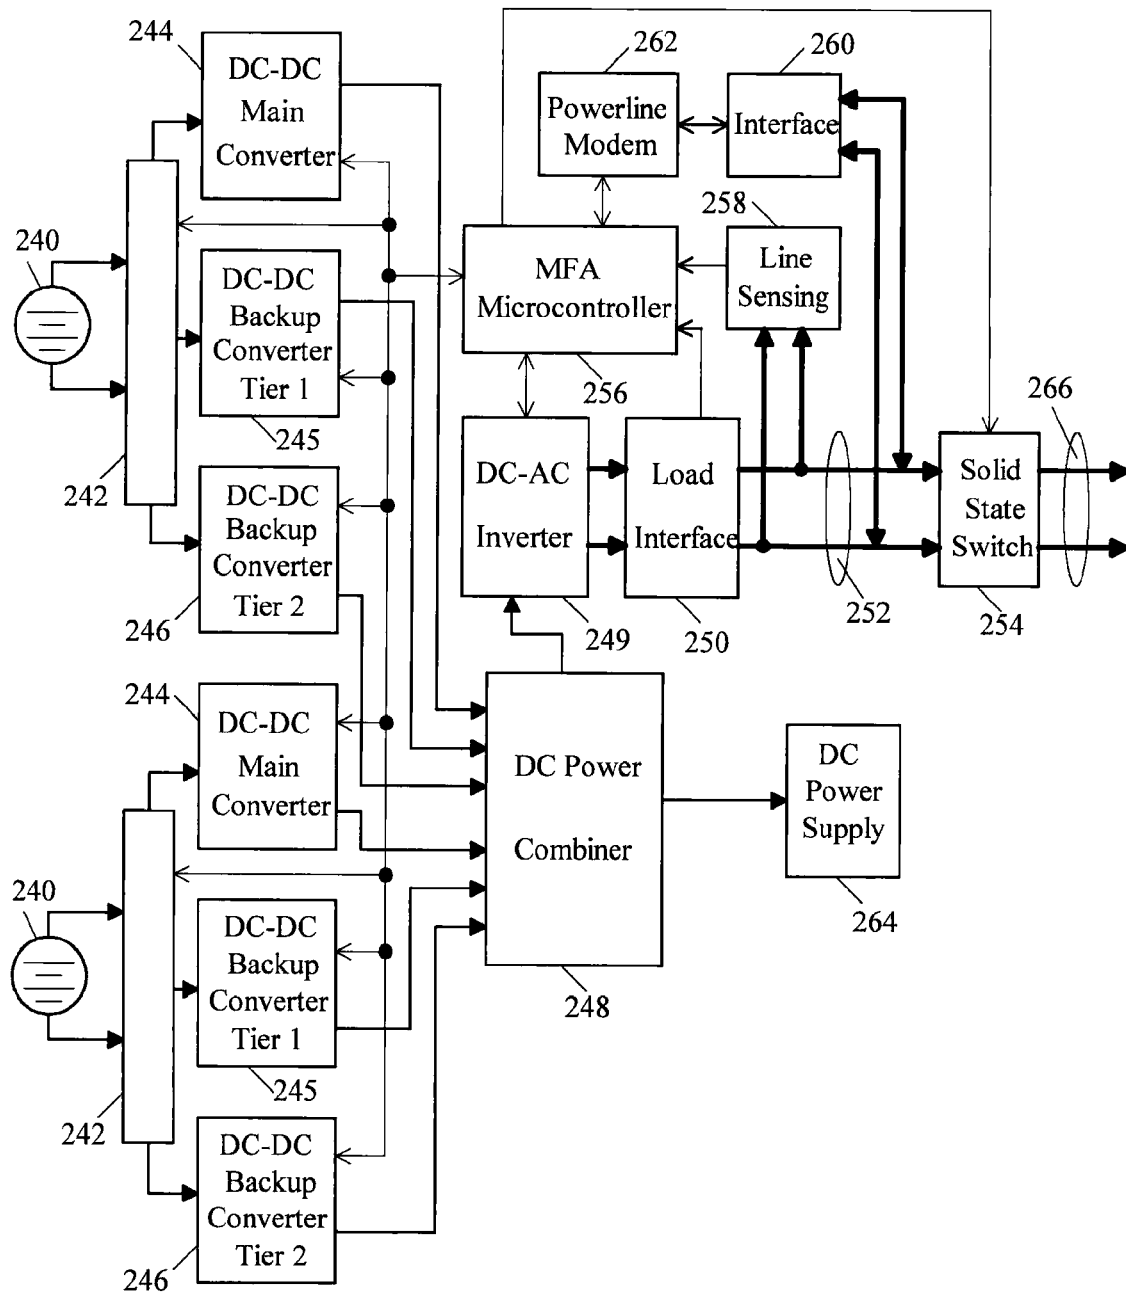 244
DC-DC
Main
Converter
262
260
Powerline
Modem
Interface
258
240
DC-DC
Backup
Converter
Tier 1
MFA
Microcontroller
Line
Sensing
256
266
245
242
DC-DC
Backup
Converter
Tier 2
DC-AC
Inverter
Load
Interface
Solid
State
Switch
246
249
250
252
254
244
DC-DC
Main
Converter
DC Power
Combiner
DC
Power
Supply
240
264
DC-DC
Backup
Converter
Tier 1
248
245
242
DC-DC
Backup
Converter
Tier 2
246